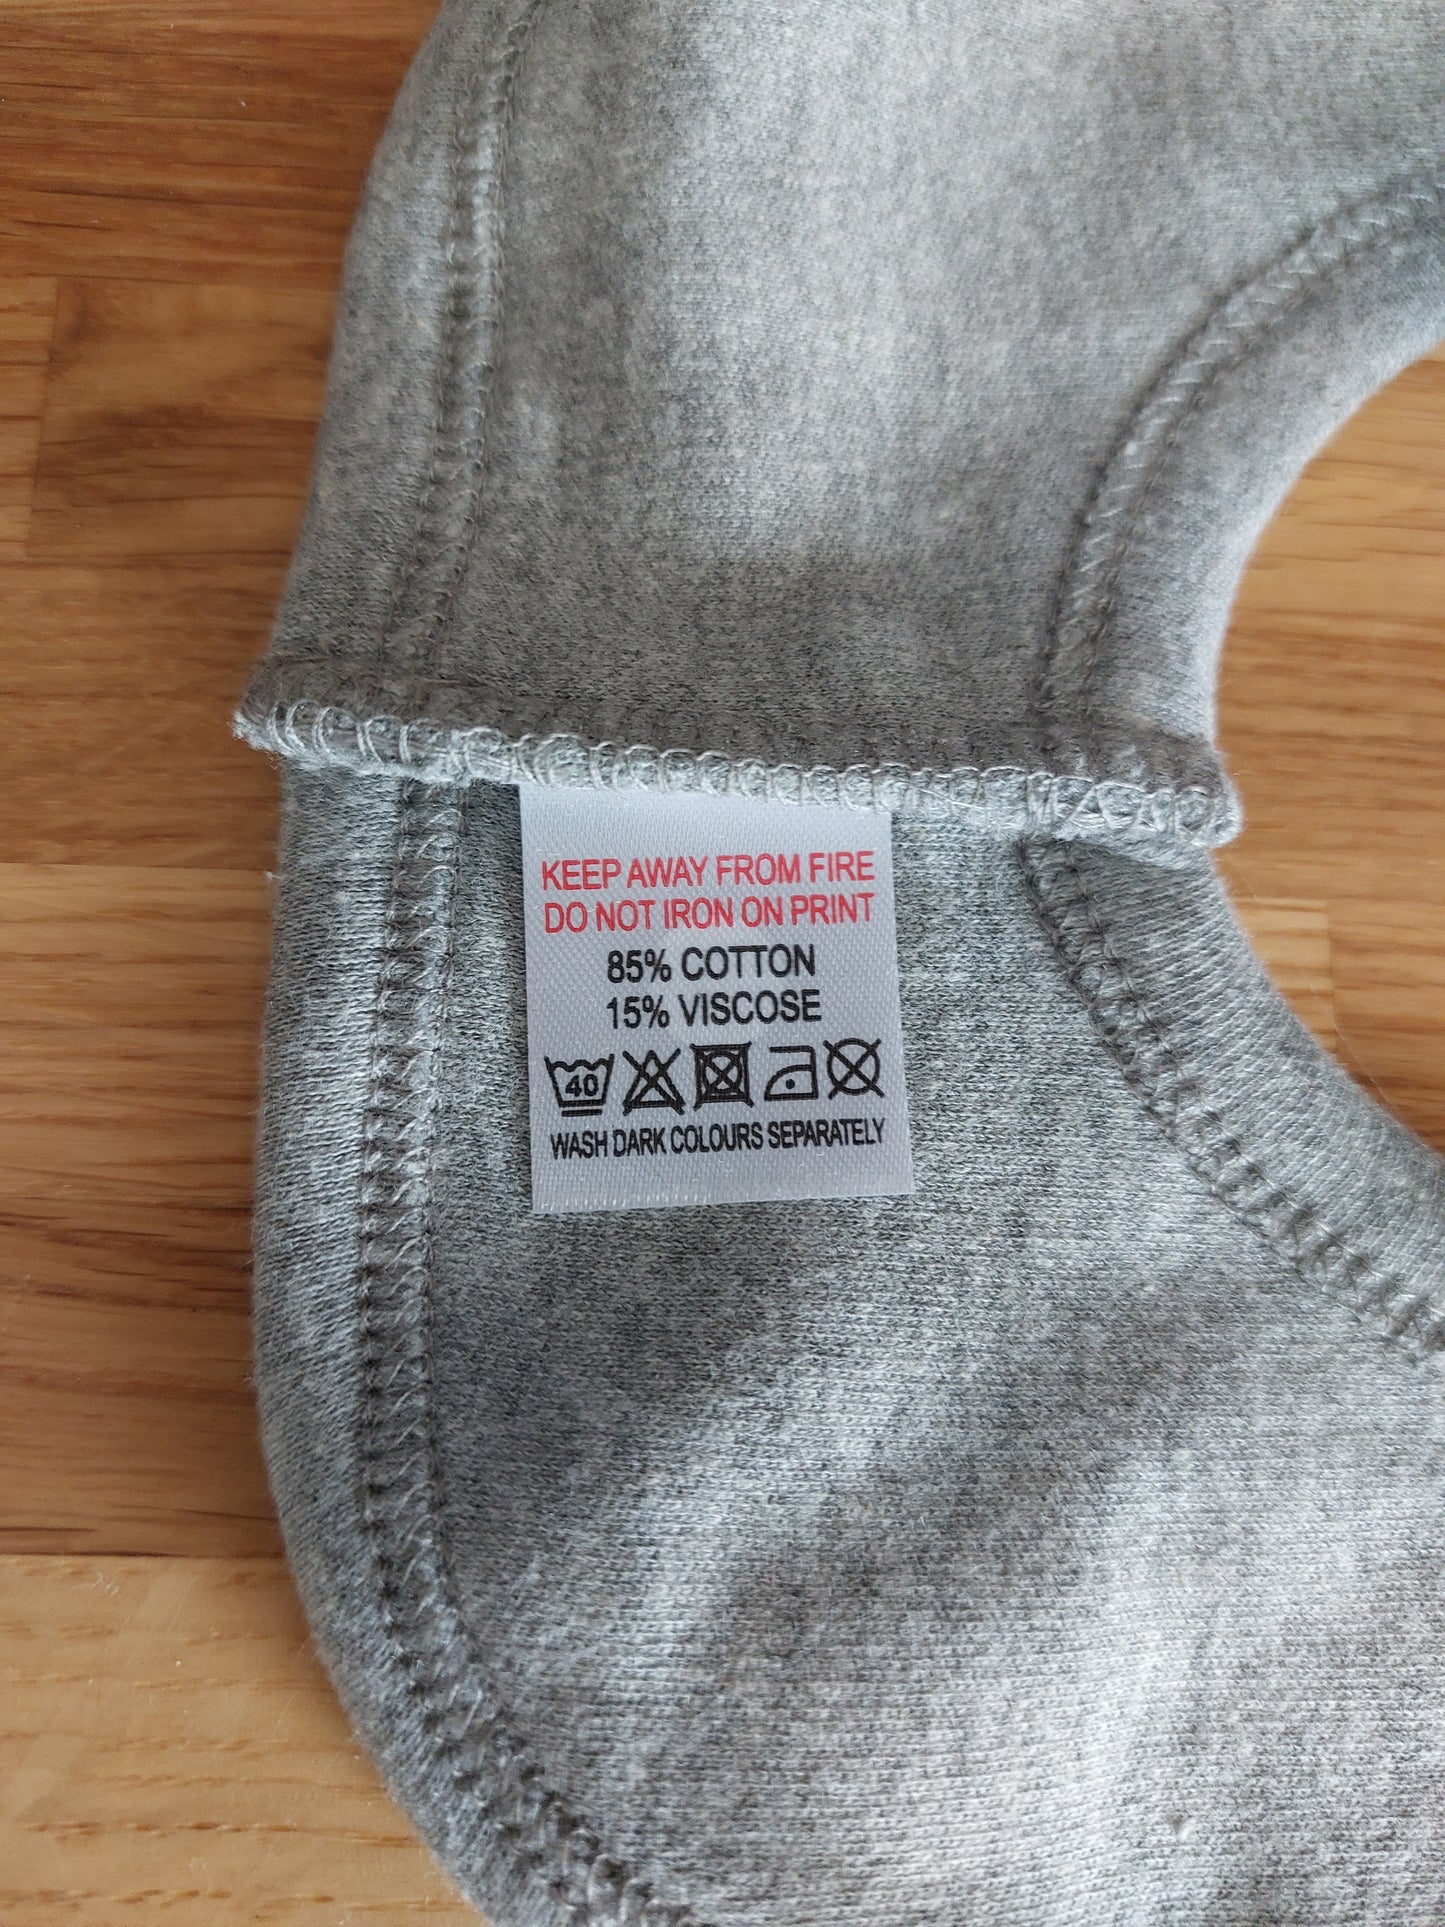 KEEP AWAY FROM FIRE
DO NOT IRON ON PRINT
85% COTTON
15% VISCOSE
40
WASH DARK COLOURS SEPARATELY